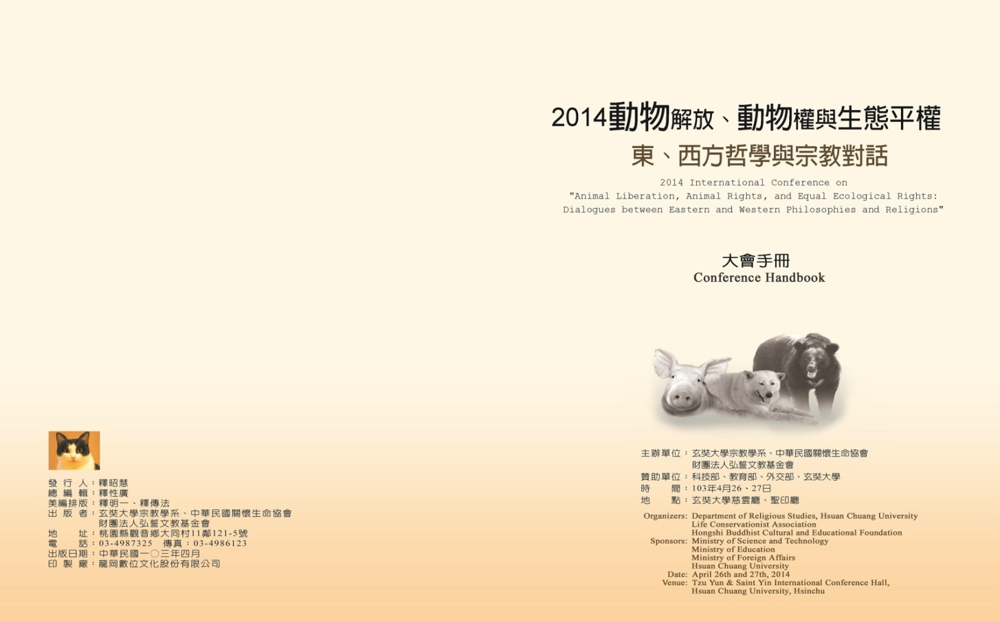 2014動物解放、動物權與生態平權
東、西方哲學與宗教對話
2014 International Conference on
"Animal Liberation, Animal Rights, and Equal Ecological Rights:
Dialogues between Eastern and Western Philosophies and Religions"
大會手冊
Conference Handbook
主辦單位：玄奘大學宗教學系、中華民國關懷生命協會
財團法人弘誓文教基金會
贊助單位：科技部、教育部、外交部、玄奘大學
時　　間：103年4月26、27日
地　　點：玄奘大學慈雲廳、聖印廳
Organizers: Department of Religious Studies, Hsuan Chuang University
Life Conservationist Association
Hongshi Buddhist Cultural and Educational Foundation
Sponsors: Ministry of Science and Technology
Ministry of Education
Ministry of Foreign Affairs
Hsuan Chuang University
Date: April 26th and 27th, 2014
Venue: Tzu Yun & Saint Yin International Conference Hall,
Hsuan Chuang University, Hsinchu
發 行 人：釋昭慧
總 編 輯：釋性廣
美編排版：釋明一、釋傳法
出 版 者：玄奘大學宗教學系、中華民國關懷生命協會
財團法人弘誓文教基金會
地　　址：桃園縣觀音鄉大同村11鄰121-5號
電　　話：03-4987325　傳真：03-4986123
出版日期：中華民國一〇三年四月
印 製 廠：龍岡數位文化股份有限公司